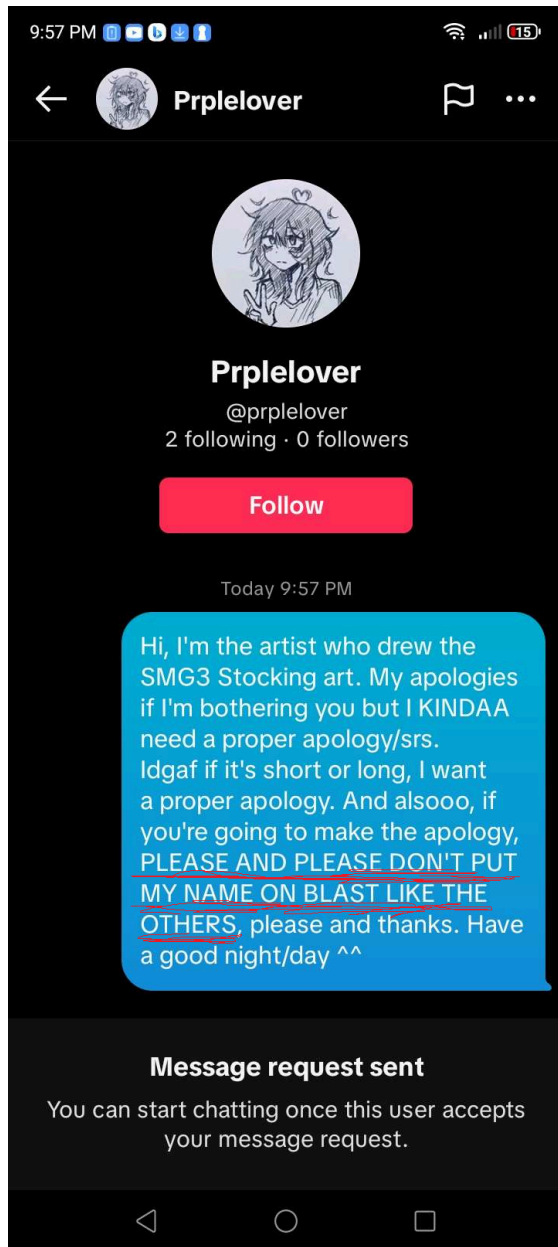 9:57 PM
15
Prplelover
Prplelover
@prplelover
2 following · 0 followers
Follow
Today 9:57 PM
Hi, I'm the artist who drew the
SMG3 Stocking art. My apologies
if I'm bothering you but I KINDAA
need a proper apology/srs.
Idgaf if it's short or long, I want
a proper apology. And alsooo, if
you're going to make the apology,
PLEASE AND PLEASE DON'T PUT
MY NAME ON BLAST LIKE THE
OTHERS, please and thanks. Have
a good night/day ^^
Message request sent
You can start chatting once this user accepts
your message request.